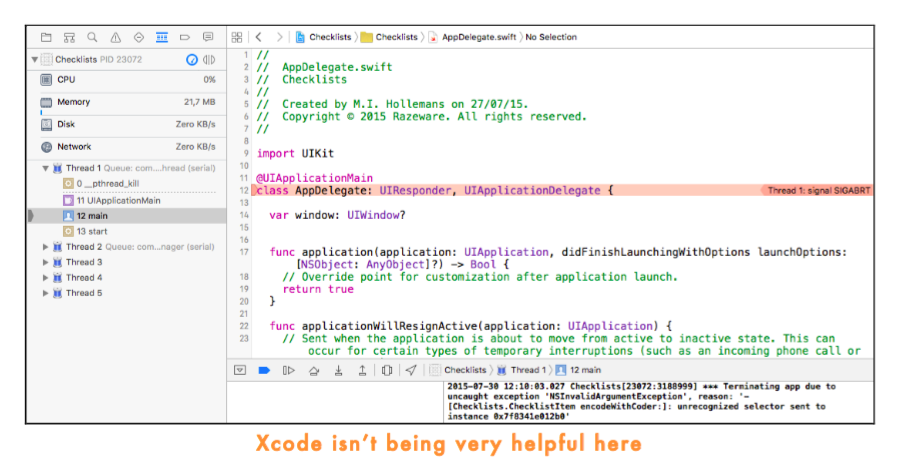 Checklists > Checklists > AppDelegate.swift > No Selection
Checklists PID 23072
CPU 0%
Memory 21,7 MB
Disk Zero KB/s
Network Zero KB/s
Thread 1 Queue: com....hread (serial)
0 __pthread_kill
11 UIApplicationMain
12 main
13 start
Thread 2 Queue: com...nager (serial)
Thread 3
Thread 4
Thread 5
1 //
2 //  AppDelegate.swift
3 //  Checklists
4 //
5 //  Created by M.I. Hollemans on 27/07/15.
6 //  Copyright © 2015 Razeware. All rights reserved.
7 //
8
9 import UIKit
10
11 @UIApplicationMain
12 class AppDelegate: UIResponder, UIApplicationDelegate { Thread 1: signal SIGABRT
13
14   var window: UIWindow?
15
16
17   func application(application: UIApplication, didFinishLaunchingWithOptions launchOptions:
[NSObject: AnyObject]?) -> Bool {
18     // Override point for customization after application launch.
19     return true
20   }
21
22   func applicationWillResignActive(application: UIApplication) {
23     // Sent when the application is about to move from active to inactive state. This can
occur for certain types of temporary interruptions (such as an incoming phone call or
Checklists > Thread 1 > 12 main
2015-07-30 12:10:03.027 Checklists[23072:3188999] *** Terminating app due to
uncaught exception 'NSInvalidArgumentException', reason: '-
[Checklists.ChecklistItem encodeWithCoder:]: unrecognized selector sent to
instance 0x7f8341e012b0'
Xcode isn't being very helpful here